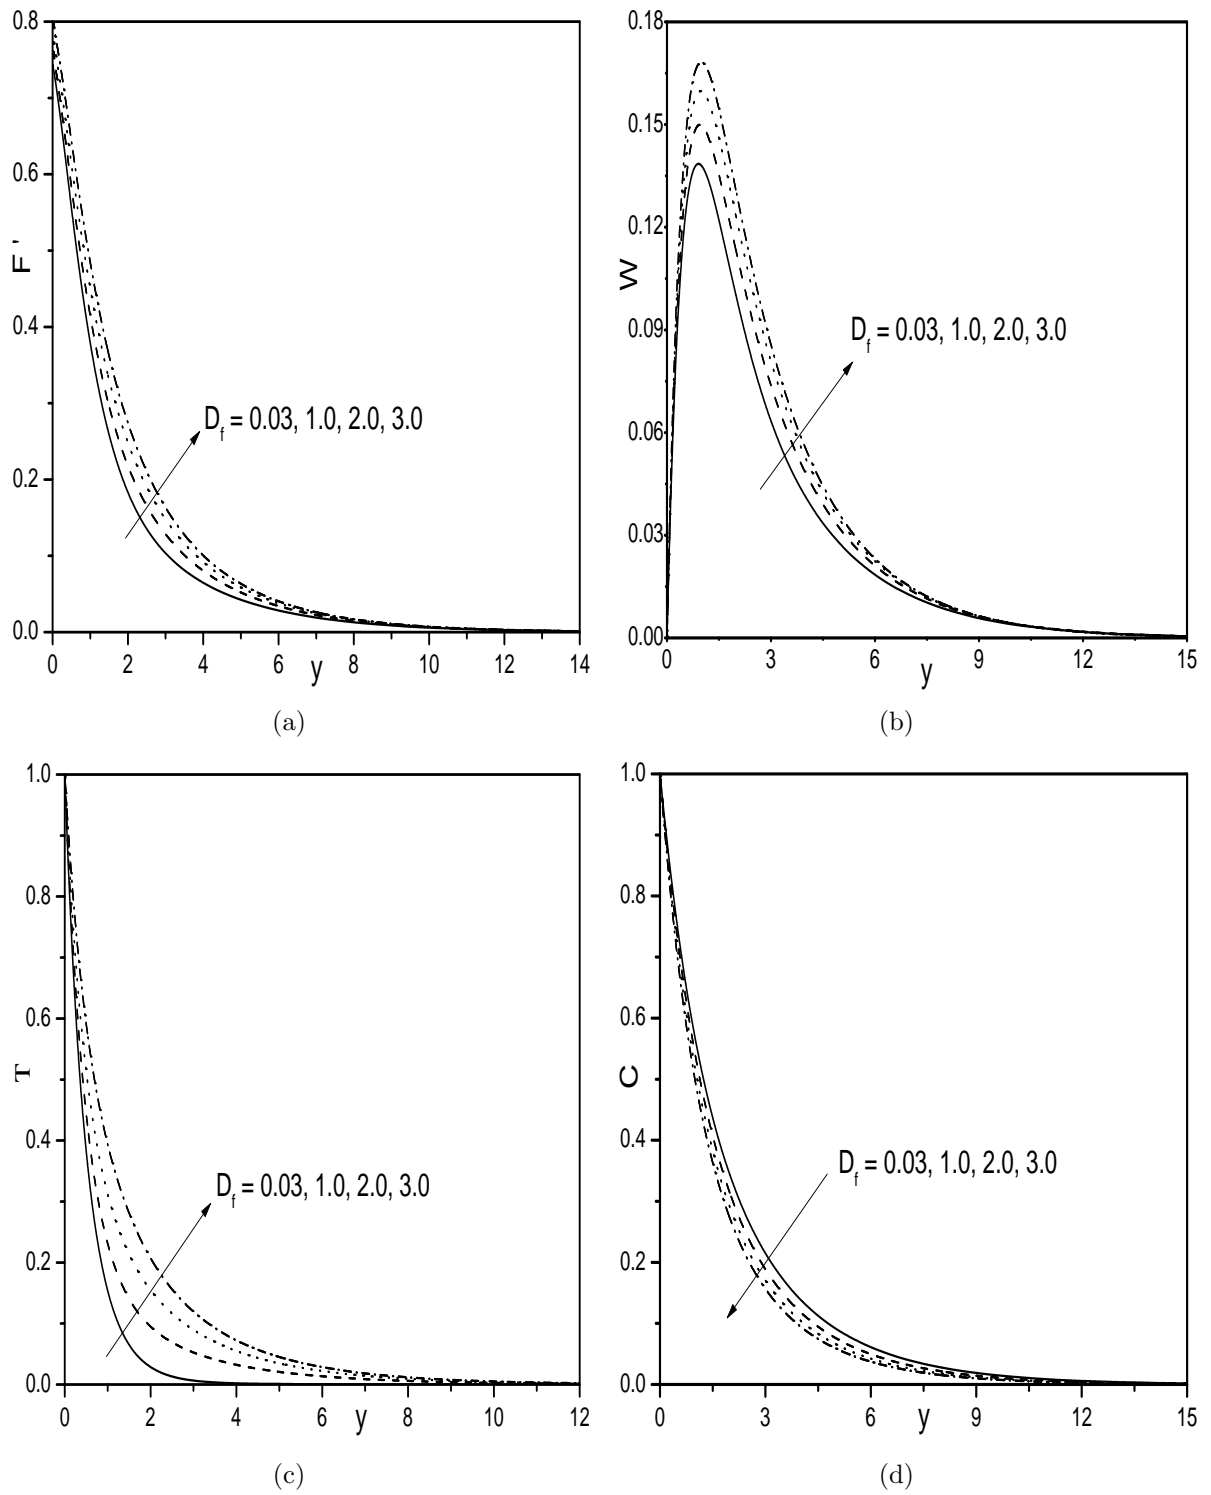 0.8
0.6
0.4
0.2
0.0
F '
D_f = 0.03, 1.0, 2.0, 3.0
0 2 4 6 8 10 12 14
y
(a)
0.18
0.15
0.12
0.09
0.06
0.03
0.00
W
D_f = 0.03, 1.0, 2.0, 3.0
0 3 6 9 12 15
y
(b)
1.0
0.8
0.6
0.4
0.2
0.0
T
D_f = 0.03, 1.0, 2.0, 3.0
0 2 4 6 8 10 12
y
(c)
1.0
0.8
0.6
0.4
0.2
0.0
C
D_f = 0.03, 1.0, 2.0, 3.0
0 3 6 9 12 15
y
(d)